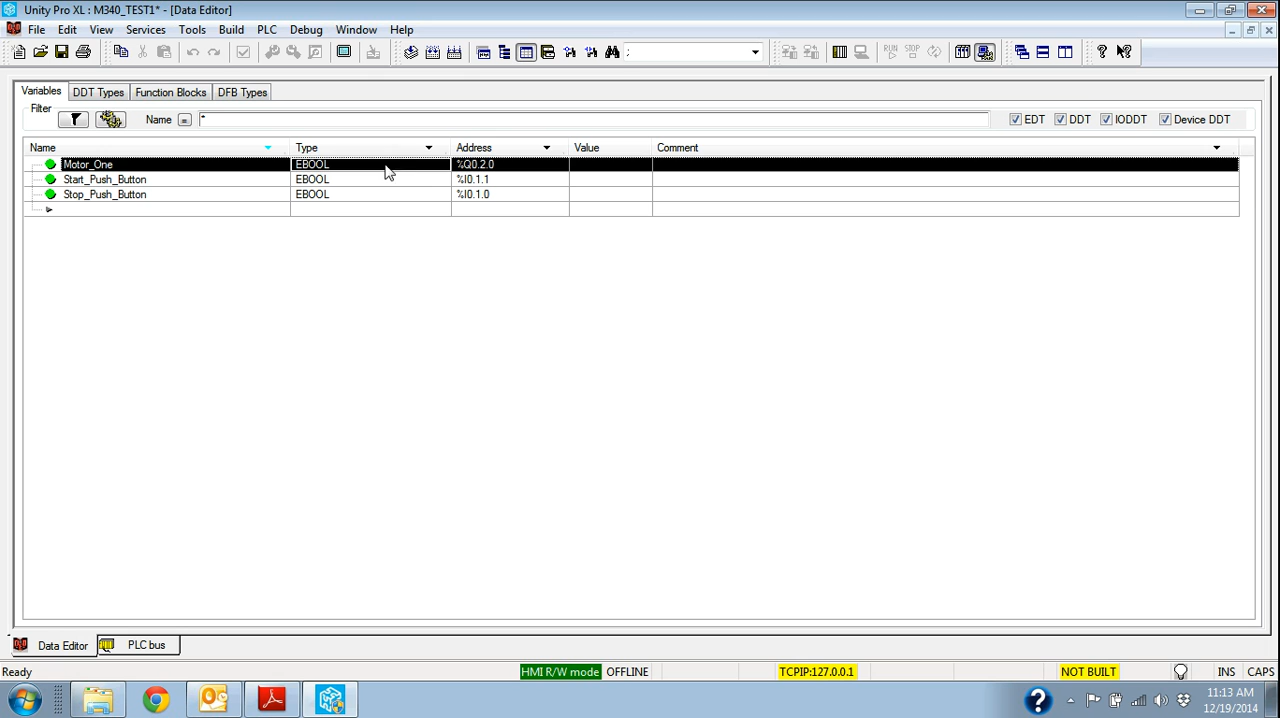 Unity Pro XL : M340_TEST1* - [Data Editor]
File Edit View Services Tools Build PLC Debug Window Help
:
RUN STOP
Variables DDT Types Function Blocks DFB Types
Filter
Name = * EDT DDT IODDT Device DDT
Name Type Address Value Comment
Motor_One EBOOL %Q0.2.0
Start_Push_Button EBOOL %I0.1.1
Stop_Push_Button EBOOL %I0.1.0
Data Editor PLC bus
Ready HMI R/W mode OFFLINE TCPIP:127.0.0.1 NOT BUILT INS CAPS
11:13 AM
12/19/2014